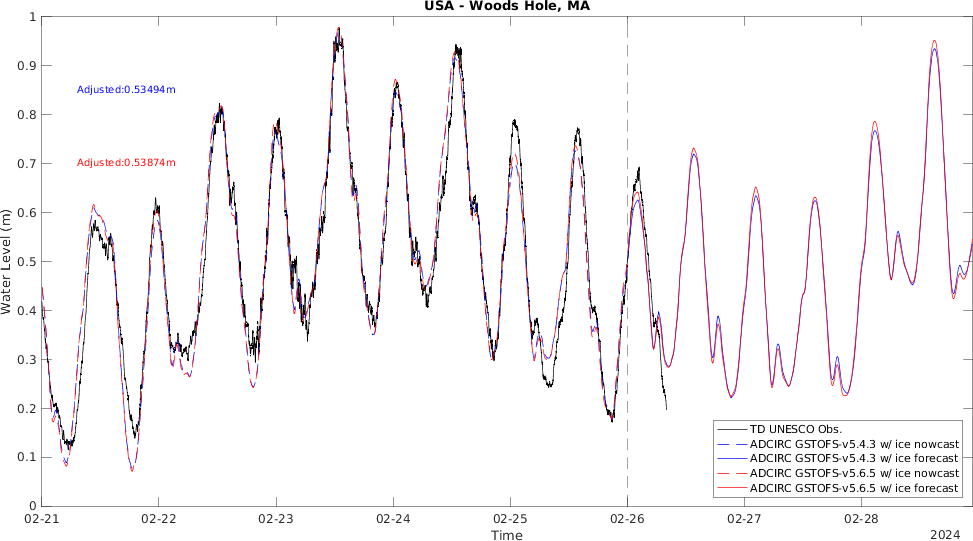 USA - Woods Hole, MA
1
0.9
0.8
0.7
0.6
0.5
0.4
0.3
0.2
0.1
0
Water Level (m)
Adjusted:0.53494m
Adjusted:0.53874m
TD UNESCO Obs.
ADCIRC GSTOFS-v5.4.3 w/ ice nowcast
ADCIRC GSTOFS-v5.4.3 w/ ice forecast
ADCIRC GSTOFS-v5.6.5 w/ ice nowcast
ADCIRC GSTOFS-v5.6.5 w/ ice forecast
02-21 02-22 02-23 02-24 02-25 02-26 02-27 02-28
Time
2024